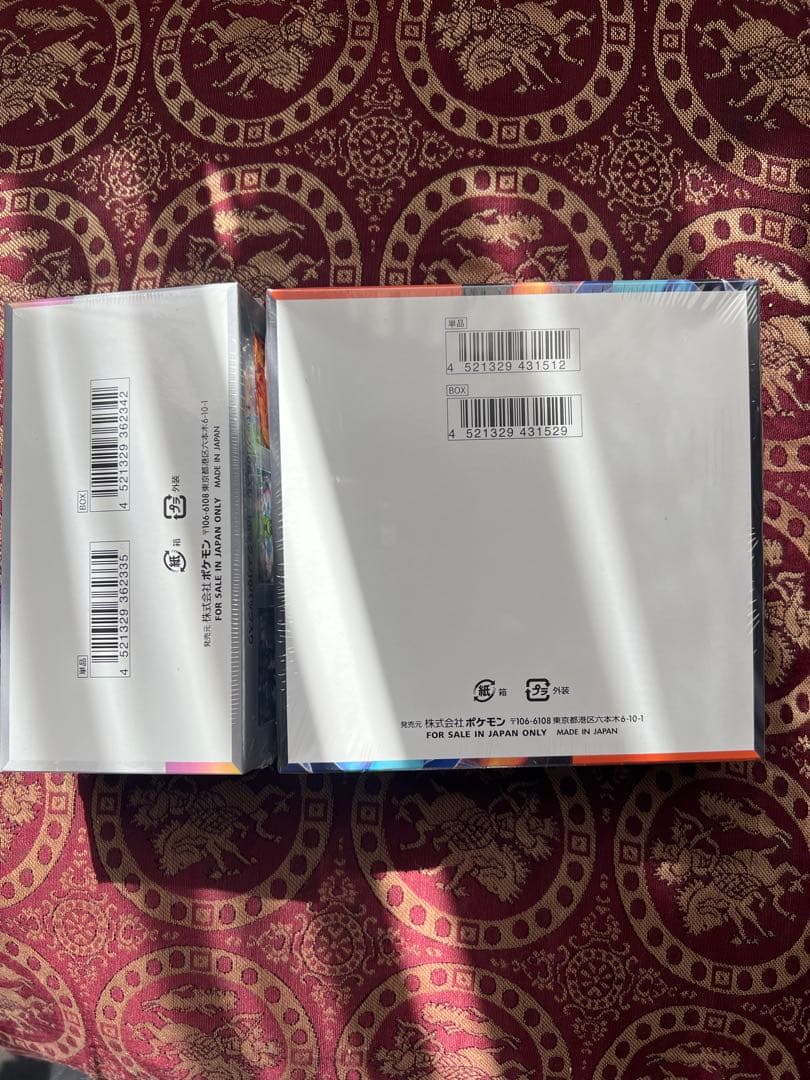 BOX
4 521329 362342
単品
4 521329 362335
プラ 外装
紙 箱
発売元 株式会社ポケモン 〒106-6108 東京都港区六本木6-10-1
FOR SALE IN JAPAN ONLY MADE IN JAPAN
単品
4 521329 431512
BOX
4 521329 431529
紙 箱 プラ 外装
発売元 株式会社ポケモン 〒106-6108 東京都港区六本木6-10-1
FOR SALE IN JAPAN ONLY MADE IN JAPAN